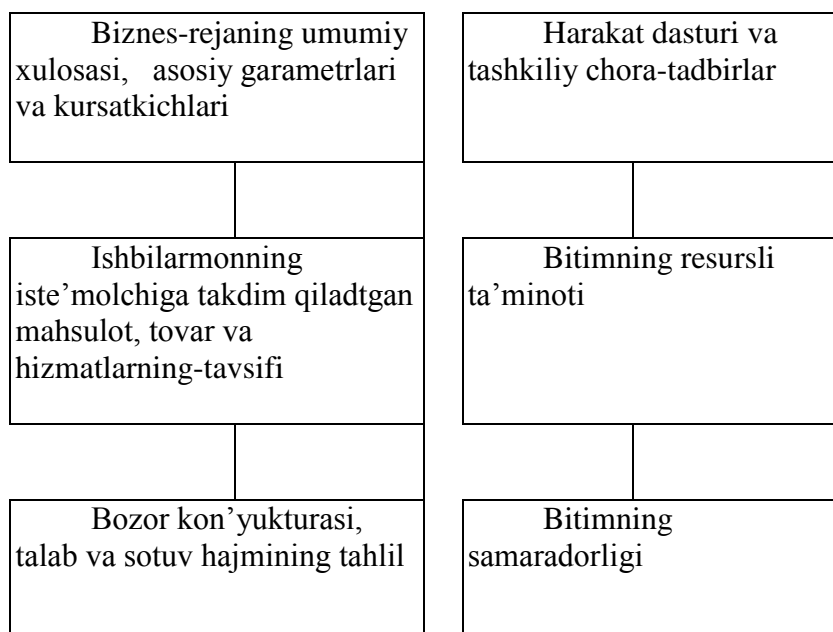 Biznes-rejaning umumiy
xulosasi, asosiy garametrlari
va kursatkichlari
Harakat dasturi va
tashkiliy chora-tadbirlar
Ishbilarmonning
iste’molchiga takdim qiladtgan
mahsulot, tovar va
hizmatlarning-tavsifi
Bitimning resursli
ta’minoti
Bozor kon’yukturasi,
talab va sotuv hajmining tahlil
Bitimning
samaradorligi